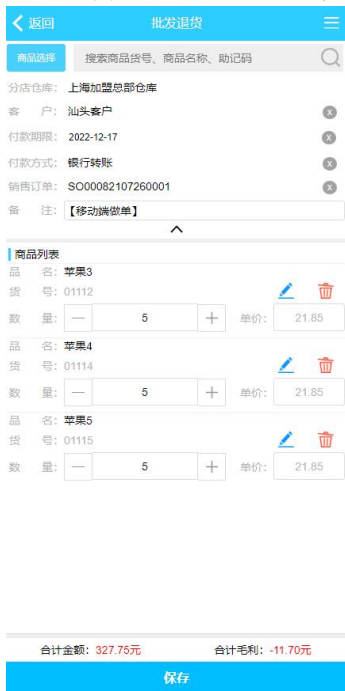 返回 批发退货
商品选择 搜索商品货号、商品名称、助记码
分店仓库: 上海加盟总部仓库
客 户: 汕头客户
付款期限: 2022-12-17
付款方式: 银行转账
销售订单: SO00082107260001
备 注: 【移动端做单】
商品列表
品 名: 苹果3
货 号: 01112
数 量: — 5 + 单价: 21.85
品 名: 苹果4
货 号: 01114
数 量: — 5 + 单价: 21.85
品 名: 苹果5
货 号: 01115
数 量: — 5 + 单价: 21.85
合计金额: 327.75元 合计毛利: -11.70元
保存